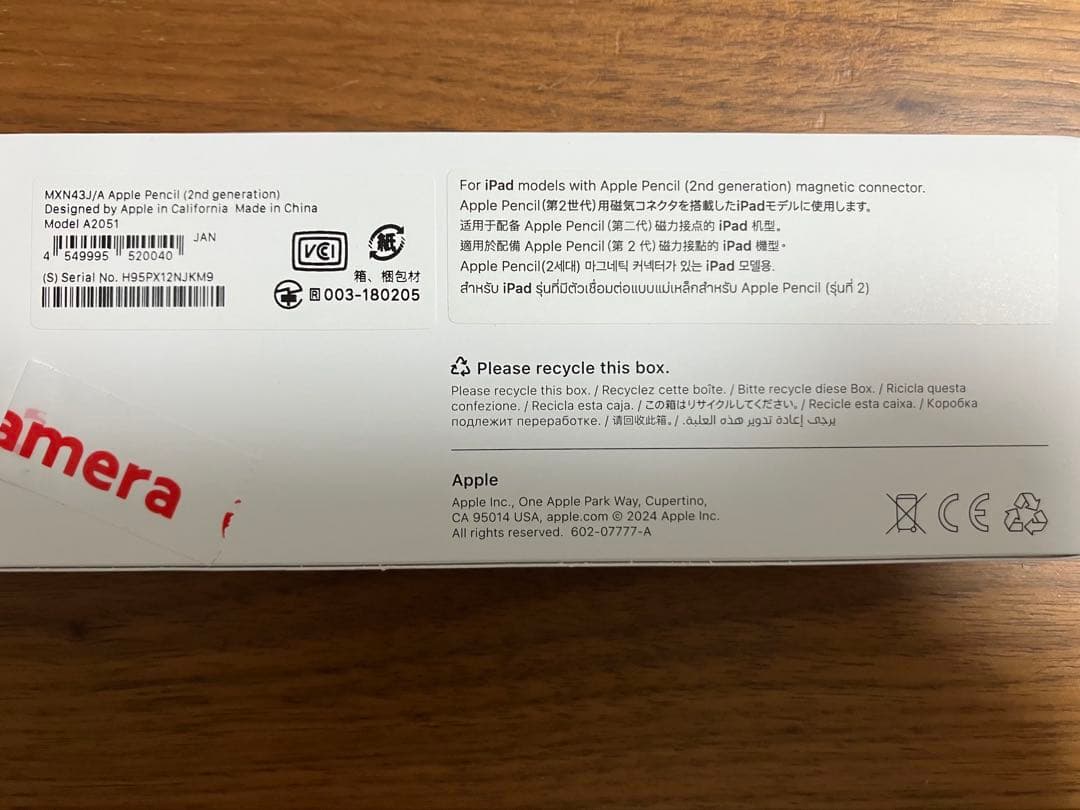 MXN43J/A Apple Pencil (2nd generation)
Designed by Apple in California Made in China
Model A2051
JAN
4 549995 520040
(S) Serial No. H95PX12NJKM9
VCI
紙
箱、梱包材
R 003-180205
For iPad models with Apple Pencil (2nd generation) magnetic connector.
Apple Pencil(第2世代)用磁気コネクタを搭載したiPadモデルに使用します。
适用于配备 Apple Pencil (第二代) 磁力接点的 iPad 机型。
適用於配備 Apple Pencil (第 2 代) 磁力接點的 iPad 機型。
Apple Pencil(2세대) 마그네틱 커넥터가 있는 iPad 모델용.
สำหรับ iPad รุ่นที่มีตัวเชื่อมต่อแบบแม่เหล็กสำหรับ Apple Pencil (รุ่นที่ 2)
Please recycle this box.
Please recycle this box. / Recyclez cette boîte. / Bitte recycle diese Box. / Ricicla questa
confezione. / Recicla esta caja. / この箱はリサイクルしてください。/ Recicle esta caixa. / Коробка
подлежит переработке. / 请回收此箱。/ يرجى إعادة تدوير هذه العلبة.
amera
Apple
Apple Inc., One Apple Park Way, Cupertino,
CA 95014 USA, apple.com © 2024 Apple Inc.
All rights reserved. 602-07777-A
CE